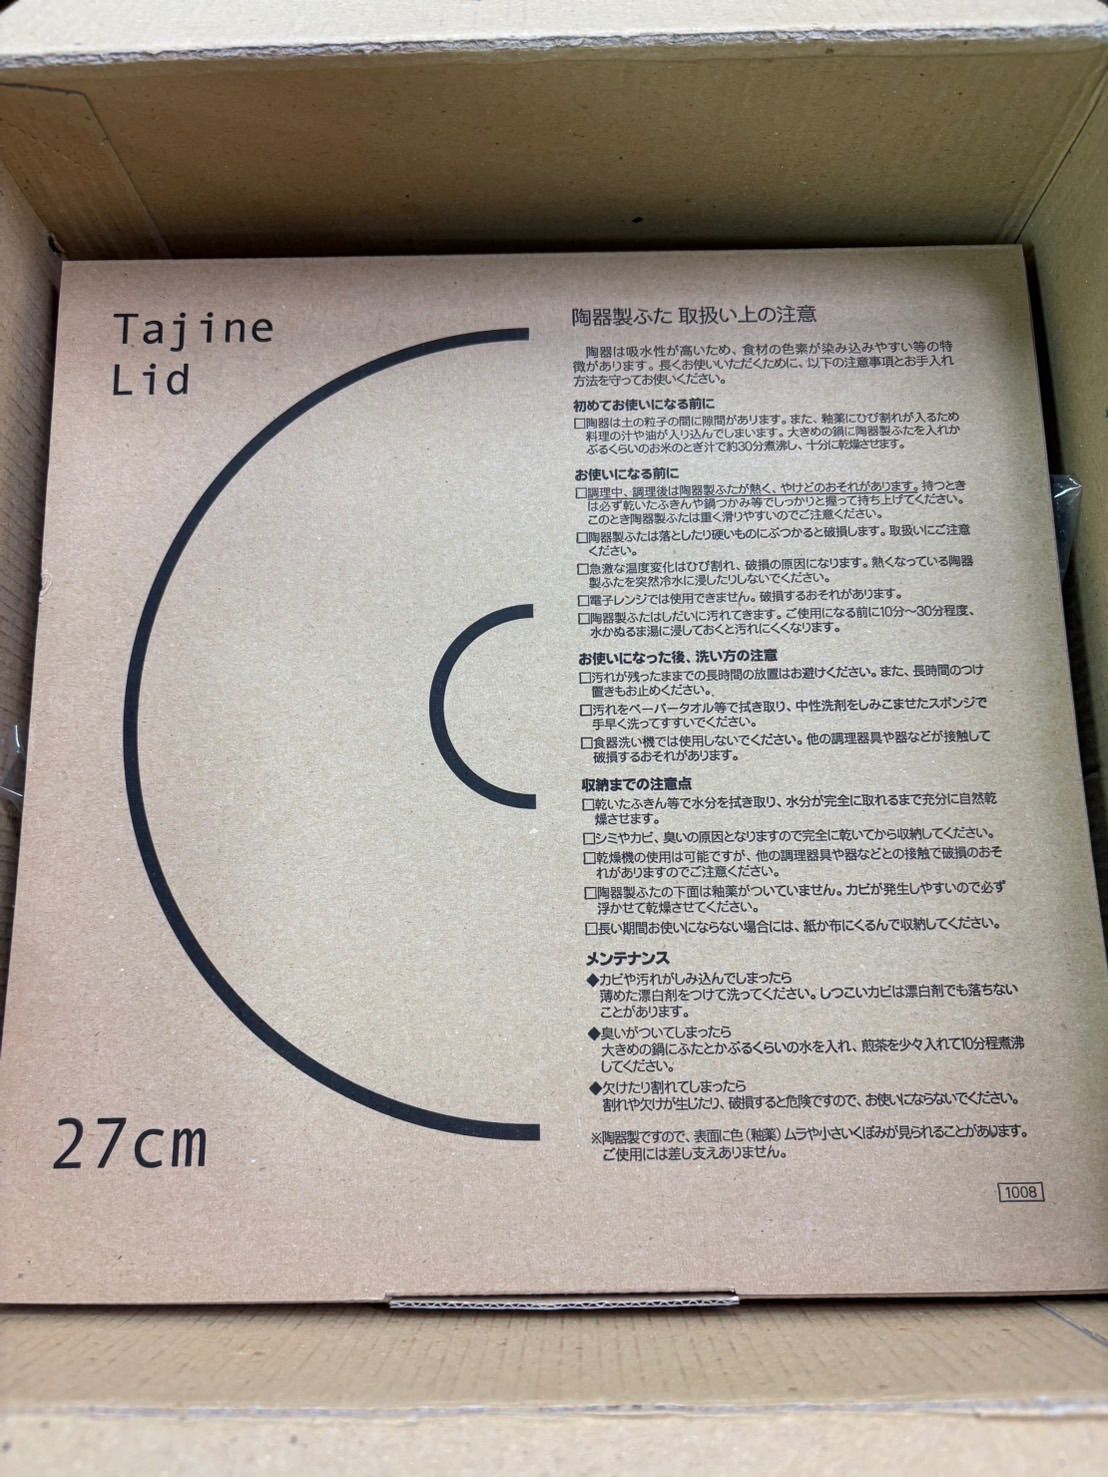 Tajine
Lid
27cm
陶器製ふた 取扱い上の注意
陶器は吸水性が高いため、食材の色素が染み込みやすい等の特
徴があります。長くお使いいただくために、以下の注意事項とお手入れ
方法を守ってお使いください。
初めてお使いになる前に
□陶器は土の粒子の間に隙間があります。また、釉薬にひび割れが入るため
料理の汁や油が入り込んでしまいます。大きめの鍋に陶器製ふたを入れか
ぶるくらいのお米のとぎ汁で約30分煮沸し、十分に乾燥させます。
お使いになる前に
□調理中、調理後は陶器製ふたが熱く、やけどのおそれがあります。持つとき
は必ず乾いたふきんや鍋つかみ等でしっかりと握って持ち上げてください。
このとき陶器製ふたは重く滑りやすいのでご注意ください。
□陶器製ふたは落としたり硬いものにぶつかると破損します。取扱いにご注意
ください。
□急激な温度変化はひび割れ、破損の原因になります。熱くなっている陶器
製ふたを突然冷水に浸したりしないでください。
□電子レンジでは使用できません。破損するおそれがあります。
□陶器製ふたはしだいに汚れてきます。ご使用になる前に10分〜30分程度、
水かぬるま湯に浸しておくと汚れにくくなります。
お使いになった後、洗い方の注意
□汚れが残ったままでの長時間の放置はお避けください。また、長時間のつけ
置きもお止めください。
□汚れをペーパータオル等で拭き取り、中性洗剤をしみこませたスポンジで
手早く洗ってすすいでください。
□食器洗い機では使用しないでください。他の調理器具や器などが接触して
破損するおそれがあります。
収納までの注意点
□乾いたふきん等で水分を拭き取り、水分が完全に取れるまで充分に自然乾
燥させます。
□シミやカビ、臭いの原因となりますので完全に乾いてから収納してください。
□乾燥機の使用は可能ですが、他の調理器具や器などとの接触で破損のおそ
れがありますのでご注意ください。
□陶器製ふたの下面は釉薬がついていません。カビが発生しやすいので必ず
浮かせて乾燥させてください。
□長い期間お使いにならない場合には、紙か布にくるんで収納してください。
メンテナンス
◆カビや汚れがしみ込んでしまったら
薄めた漂白剤をつけて洗ってください。しつこいカビは漂白剤でも落ちない
ことがあります。
◆臭いがついてしまったら
大きめの鍋にふたとかぶるくらいの水を入れ、煎茶を少々入れて10分程煮沸
してください。
◆欠けたり割れてしまったら
割れや欠けが生じたり、破損すると危険ですので、お使いにならないでください。
※陶器製ですので、表面に色（釉薬）ムラや小さいくぼみが見られることがあります。
ご使用には差し支えありません。
1008